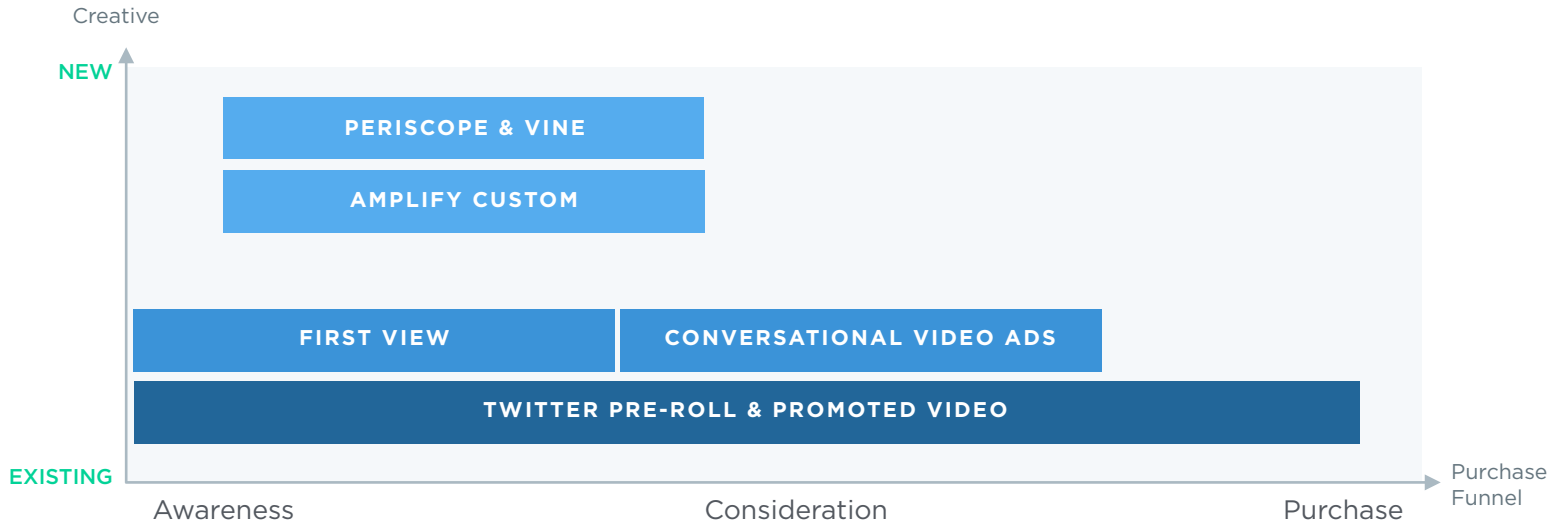 Creative
NEW
PERISCOPE & VINE
AMPLIFY CUSTOM
FIRST VIEW
CONVERSATIONAL VIDEO ADS
TWITTER PRE-ROLL & PROMOTED VIDEO
EXISTING
Purchase
Funnel
Awareness
Consideration
Purchase